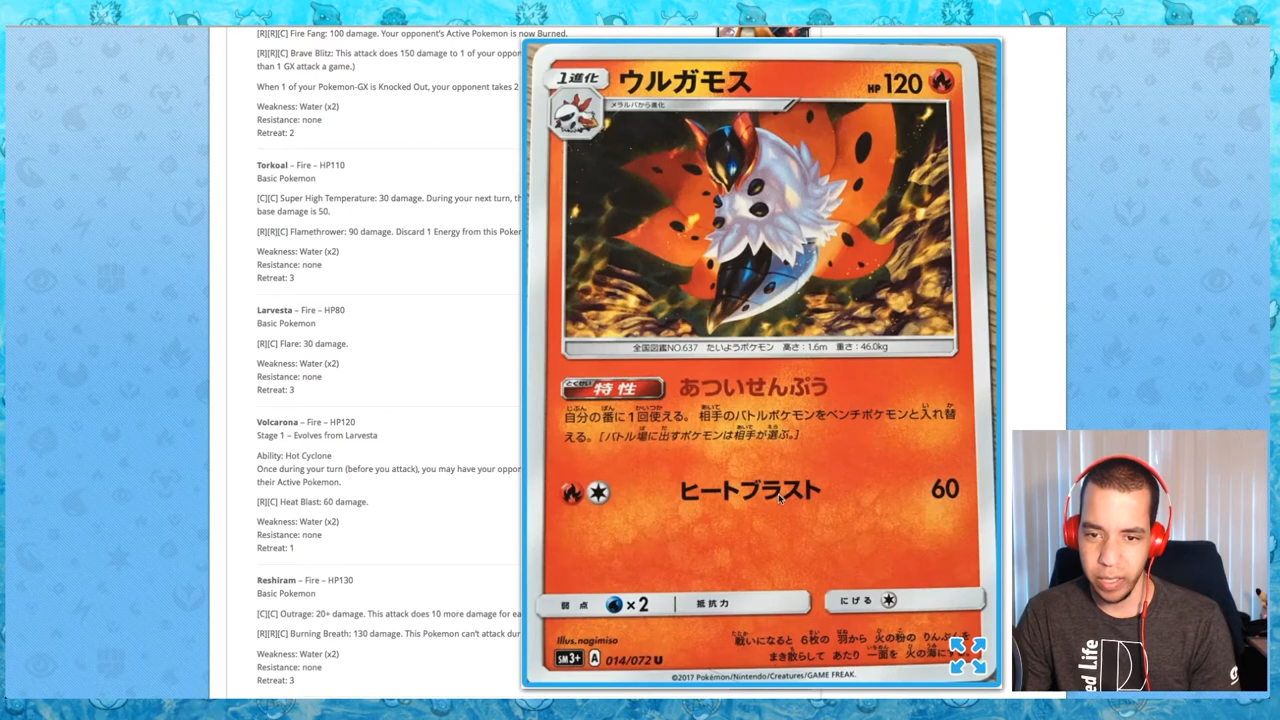 [R][R][C] Fire Fang: 100 damage. Your opponent's Active Pokemon is now Burned.
[R][R][C] Brave Blitz: This attack does 150 damage to 1 of your oppon
than 1 GX attack a game.)
When 1 of your Pokemon-GX is Knocked Out, your opponent takes 2
Weakness: Water (x2)
Resistance: none
Retreat: 2
Torkoal – Fire – HP110
Basic Pokemon
[C][C] Super High Temperature: 30 damage. During your next turn, th
base damage is 50.
[R][R][C] Flamethrower: 90 damage. Discard 1 Energy from this Poker
Weakness: Water (x2)
Resistance: none
Retreat: 3
Larvesta – Fire – HP80
Basic Pokemon
[R][C] Flare: 30 damage.
Weakness: Water (x2)
Resistance: none
Retreat: 3
Volcarona – Fire – HP120
Stage 1 – Evolves from Larvesta
Ability: Hot Cyclone
Once during your turn (before you attack), you may have your oppor
their Active Pokemon.
[R][C] Heat Blast: 60 damage.
Weakness: Water (x2)
Resistance: none
Retreat: 1
Reshiram – Fire – HP130
Basic Pokemon
[C][C] Outrage: 20+ damage. This attack does 10 more damage for ea
[R][R][C] Burning Breath: 130 damage. This Pokemon can't attack dur
Weakness: Water (x2)
Resistance: none
Retreat: 3
1進化 ウルガモス HP 120
メラルバから進化
全国図鑑NO.637 たいようポケモン 高さ：1.6m 重さ：46.0kg
特性 あついせんぷう
自分の番に1回使える。相手のバトルポケモンをベンチポケモンと入れ替
える。[バトル場に出すポケモンは相手が選ぶ。]
ヒートブラスト 60
弱点 ×2 抵抗力 にげる
Illus. nagimiso
戦いになると 6枚の 羽から 火の粉の りんぷんを
まき散らして あたり 一面を 火の海に
SM3+ A 014/072 U
©2017 Pokémon/Nintendo/Creatures/GAME FREAK.
ed Life